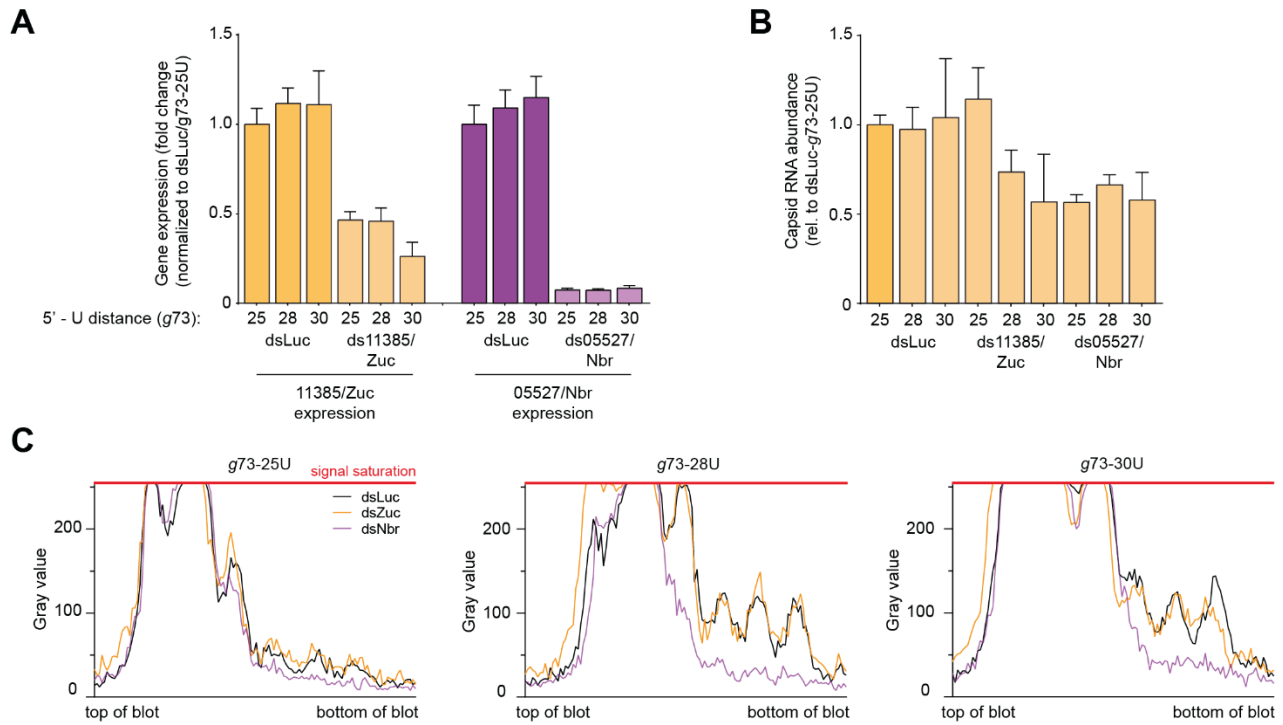 A
Gene expression (fold change
(normalized to dsLuc/g73-25U)
1.5
1.0
0.5
0
5' - U distance (g73):
25 28 30 25 28 30 25 28 30 25 28 30
dsLuc ds11385/ dsLuc ds05527/
Zuc Nbr
11385/Zuc 05527/Nbr
expression expression
B
Capsid RNA abundance
(rel. to dsLuc-g73-25U)
1.5
1.0
0.5
0
25 28 30 25 28 30 25 28 30
dsLuc ds11385/ ds05527/
Zuc Nbr
C
g73-25U
signal saturation
dsLuc
dsZuc
dsNbr
Gray value
200
100
0
top of blot bottom of blot
g73-28U
Gray value
200
100
0
top of blot bottom of blot
g73-30U
Gray value
200
100
0
top of blot bottom of blot